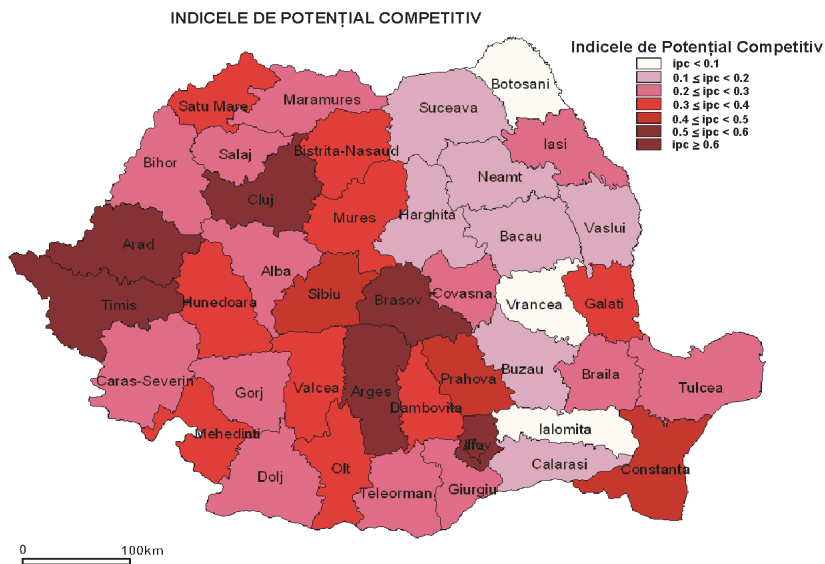 INDICELE DE POTENȚIAL COMPETITIV
Indicele de Potențial Competitiv
ipc < 0.1
0.1 ≤ ipc < 0.2
0.2 ≤ ipc < 0.3
0.3 ≤ ipc < 0.4
0.4 ≤ ipc < 0.5
0.5 ≤ ipc < 0.6
ipc ≥ 0.6
Botosani
Satu Mare
Maramures
Suceava
Iasi
Bistrita-Nasaud
Salaj
Bihor
Neamt
Cluj
Mures
Harghita
Vaslui
Bacau
Arad
Alba
Sibiu
Brasov
Covasna
Hunedoara
Timis
Vrancea
Galati
Buzau
Braila
Prahova
Caras-Severin
Gorj
Valcea
Arges
Tulcea
Dambovita
Mehedinti
Ialomita
Ilfov
Olt
Dolj
Calarasi
Constanta
Teleorman
Giurgiu
0 100km